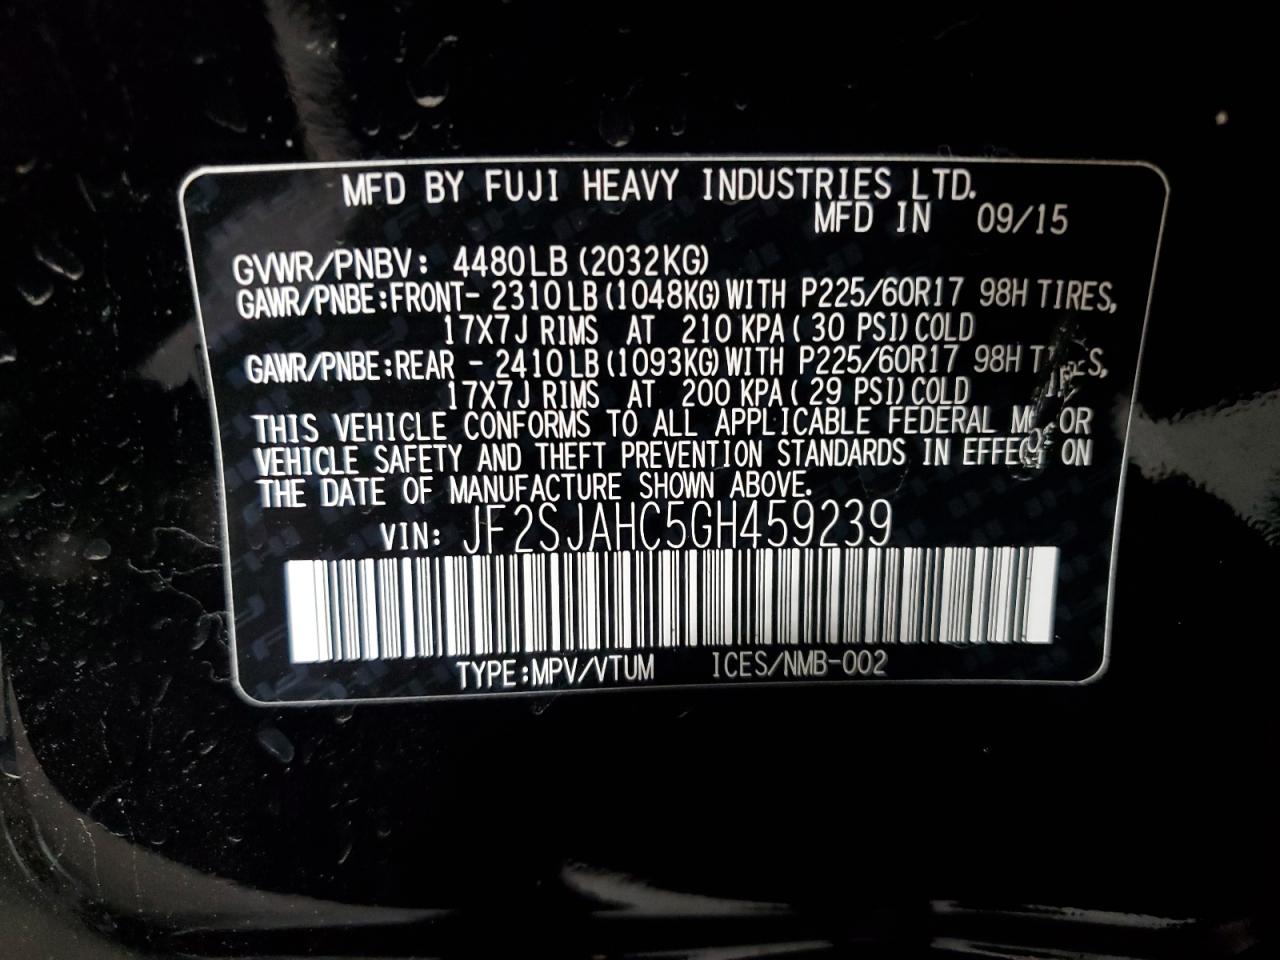 MFD BY FUJI HEAVY INDUSTRIES LTD.
MFD IN 09/15
GVWR/PNBV: 4480LB (2032KG)
GAWR/PNBE:FRONT- 2310LB (1048KG) WITH P225/60R17 98H TIRES,
17X7J RIMS AT 210 KPA( 30 PSI) COLD
GAWR/PNBE:REAR - 2410LB (1093KG) WITH P225/60R17 98H TIRES,
17X7J RIMS AT 200 KPA( 29 PSI) COLD
THIS VEHICLE CONFORMS TO ALL APPLICABLE FEDERAL MOTOR
VEHICLE SAFETY AND THEFT PREVENTION STANDARDS IN EFFECT ON
THE DATE OF MANUFACTURE SHOWN ABOVE.
VIN: JF2SJAHC5GH459239
TYPE:MPV/VTUM ICES/NMB-002